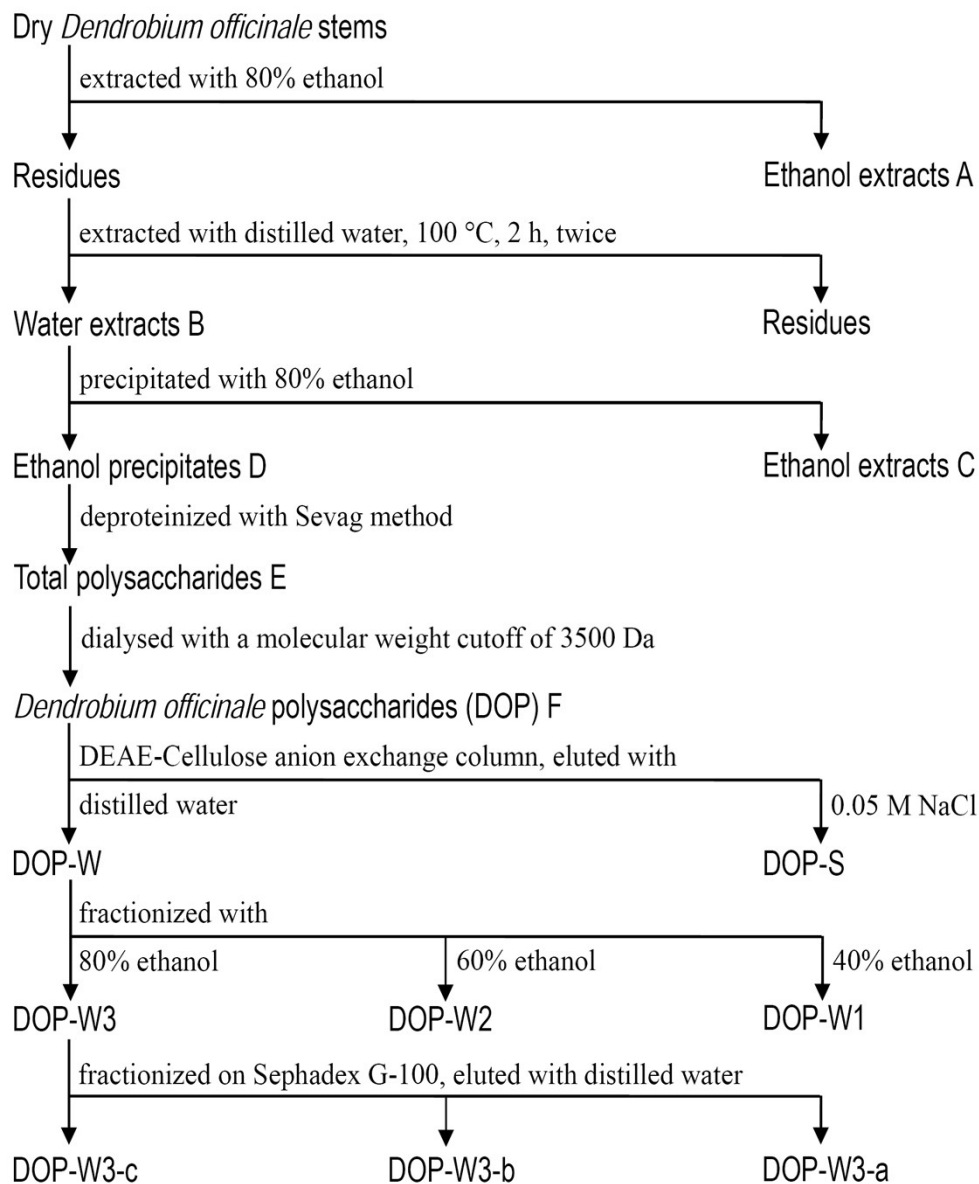 Dry Dendrobium officinale stems
extracted with 80% ethanol
Residues
Ethanol extracts A
extracted with distilled water, 100 °C, 2 h, twice
Water extracts B
Residues
precipitated with 80% ethanol
Ethanol precipitates D
Ethanol extracts C
deproteinized with Sevag method
Total polysaccharides E
dialysed with a molecular weight cutoff of 3500 Da
Dendrobium officinale polysaccharides (DOP) F
DEAE-Cellulose anion exchange column, eluted with
distilled water
0.05 M NaCl
DOP-W
DOP-S
fractionized with
80% ethanol
60% ethanol
40% ethanol
DOP-W3
DOP-W2
DOP-W1
fractionized on Sephadex G-100, eluted with distilled water
DOP-W3-c
DOP-W3-b
DOP-W3-a